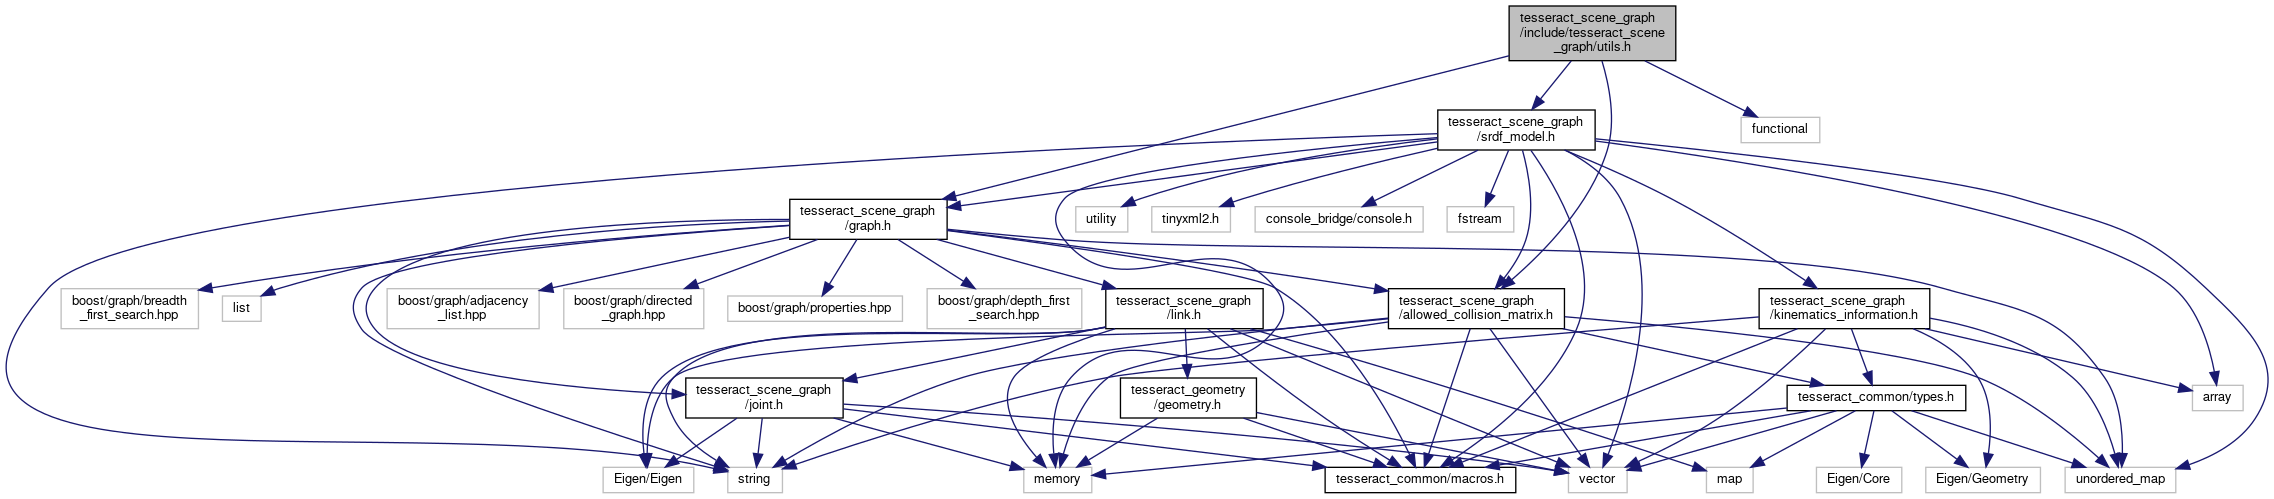 tesseract_scene_graph
/include/tesseract_scene
_graph/utils.h
tesseract_scene_graph
/srdf_model.h
functional
tesseract_scene_graph
/graph.h
utility
tinyxml2.h
console_bridge/console.h
fstream
boost/graph/breadth
_first_search.hpp
list
boost/graph/adjacency
_list.hpp
boost/graph/directed
_graph.hpp
boost/graph/properties.hpp
boost/graph/depth_first
_search.hpp
tesseract_scene_graph
/link.h
tesseract_scene_graph
/allowed_collision_matrix.h
tesseract_scene_graph
/kinematics_information.h
tesseract_scene_graph
/joint.h
tesseract_geometry
/geometry.h
tesseract_common/types.h
array
Eigen/Eigen
string
memory
tesseract_common/macros.h
vector
map
Eigen/Core
Eigen/Geometry
unordered_map